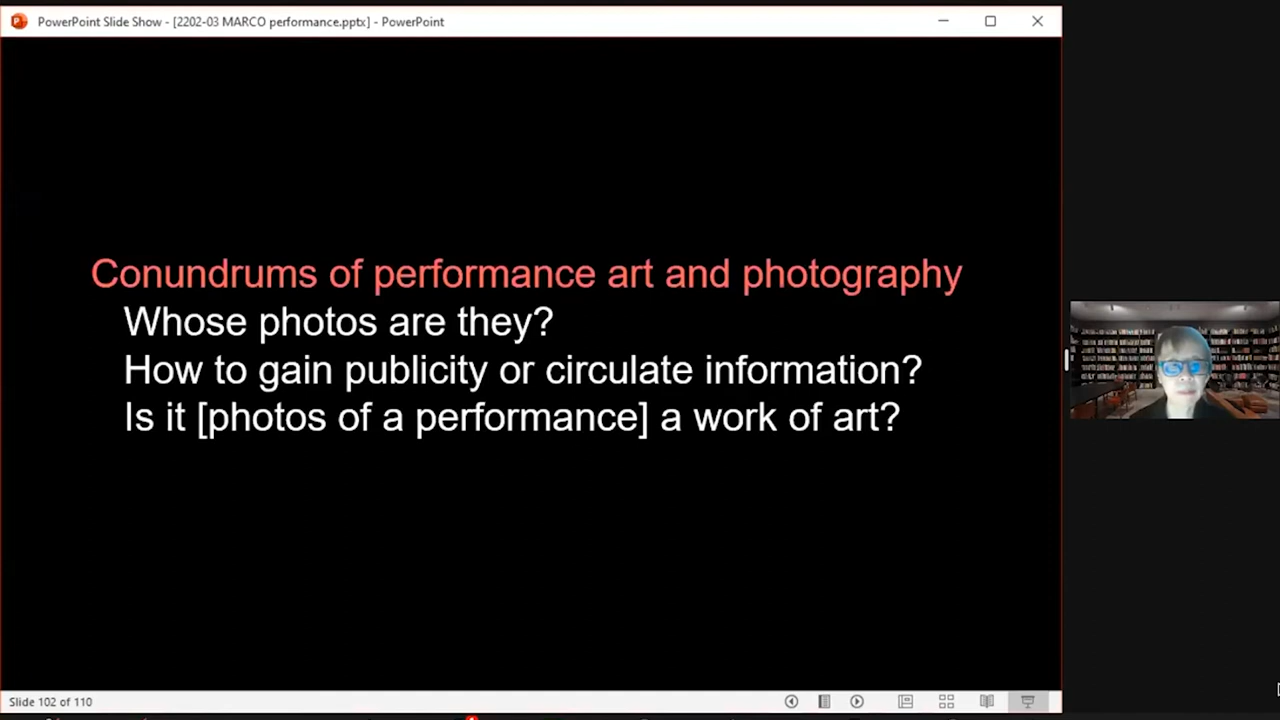 PowerPoint Slide Show - [2202-03 MARCO performance.pptx] - PowerPoint
Conundrums of performance art and photography
Whose photos are they?
How to gain publicity or circulate information?
Is it [photos of a performance] a work of art?
Slide 102 of 110